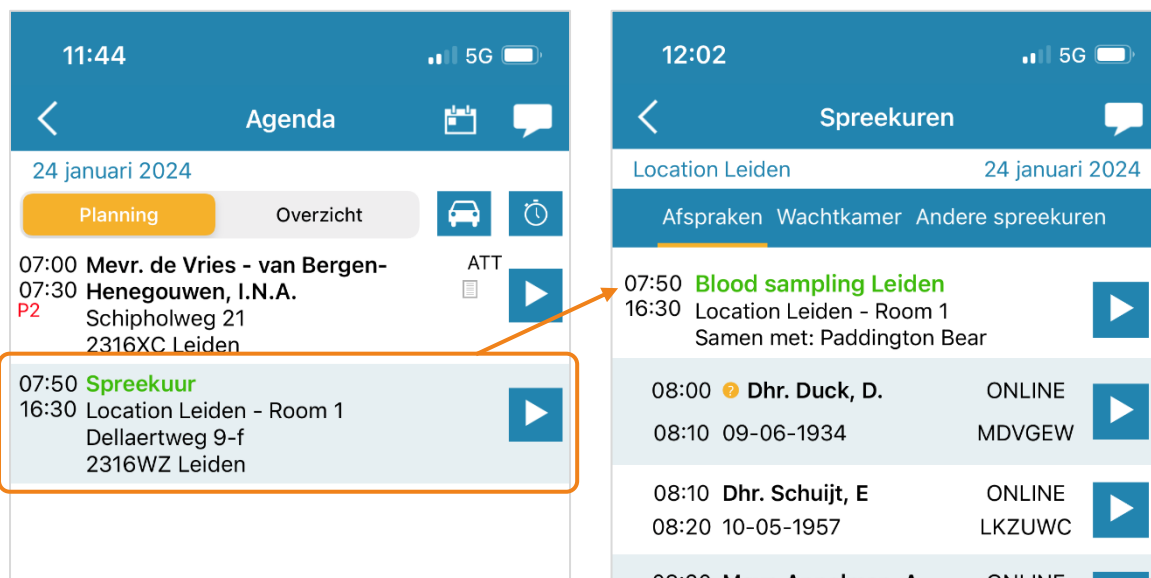 11:44
5G
Agenda
24 januari 2024
Planning
Overzicht
07:00 Mevr. de Vries - van Bergen- ATT
07:30 Henegouwen, I.N.A.
P2
Schipholweg 21
2316XC Leiden
07:50 Spreekuur
16:30 Location Leiden - Room 1
Dellaertweg 9-f
2316WZ Leiden
12:02
5G
Spreekuren
Location Leiden 24 januari 2024
Afspraken Wachtkamer Andere spreekuren
07:50 Blood sampling Leiden
16:30 Location Leiden - Room 1
Samen met: Paddington Bear
08:00 ? Dhr. Duck, D. ONLINE
08:10 09-06-1934 MDVGEW
08:10 Dhr. Schuijt, E ONLINE
08:20 10-05-1957 LKZUWC
ONLINE